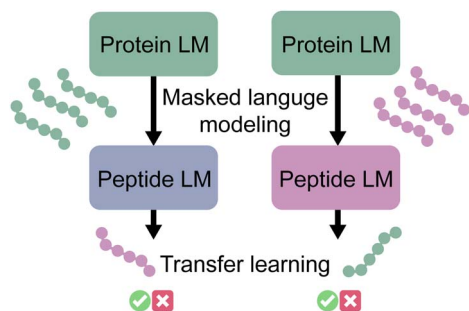 Protein LM
Protein LM
Masked languge
modeling
Peptide LM
Peptide LM
Transfer learning